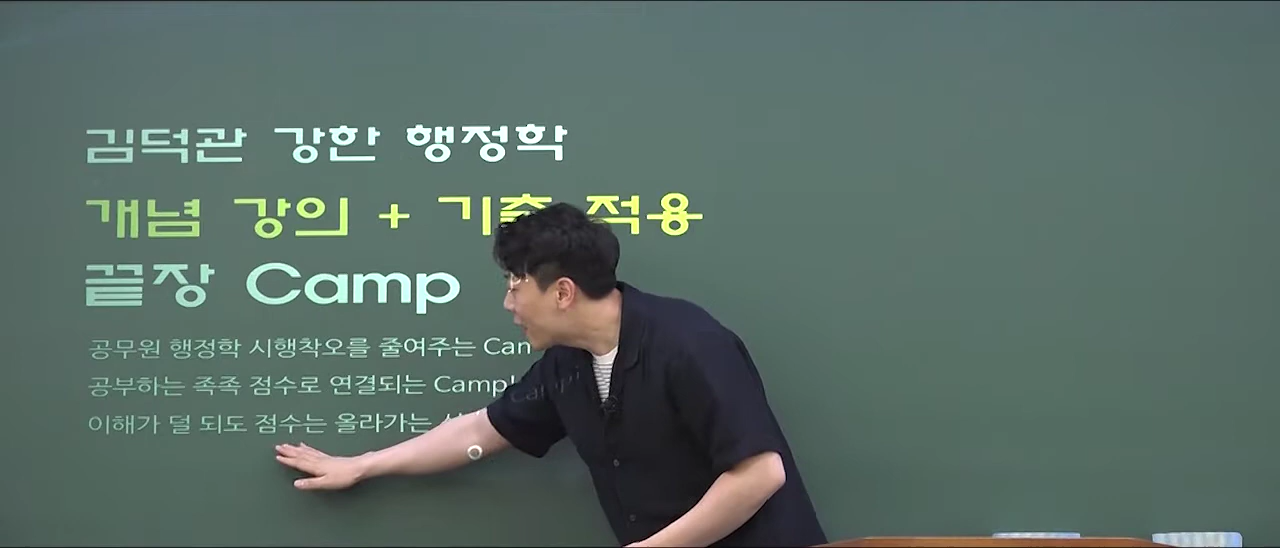 김덕관 강한 행정학
개념 강의 + 기출 적용
끝장 Camp
공무원 행정학 시행착오를 줄여주는 Cam
공부하는 족족 점수로 연결되는 Camp!
이해가 덜 되도 점수는 올라가는